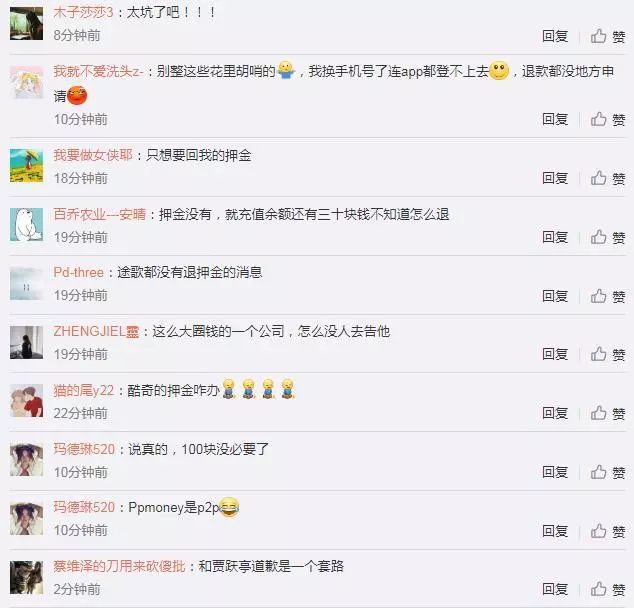 木子莎莎3：太坑了吧！！！
8分钟前
回复 赞
我就不爱洗头z-：别整这些花里胡哨的，我换手机号了连app都登不上去，退款都没地方申
请
10分钟前
回复 赞
我要做女侠耶：只想要回我的押金
18分钟前
回复 赞
百乔农业---安晴：押金没有，就充值余额还有三十块钱不知道怎么退
19分钟前
回复 赞
Pd-three：途歌都没有退押金的消息
19分钟前
回复 赞
ZHENGJIEL靈：这么大圈钱的一个公司，怎么没人去告他
19分钟前
回复 赞
猫的尾y22：酷奇的押金咋办
22分钟前
回复 赞
玛德琳520：说真的，100块没必要了
10分钟前
回复 赞
玛德琳520：Ppmoney是p2p
10分钟前
回复 赞
蔡维泽的刀用来砍傻批：和贾跃亭道歉是一个套路
2分钟前
回复 赞